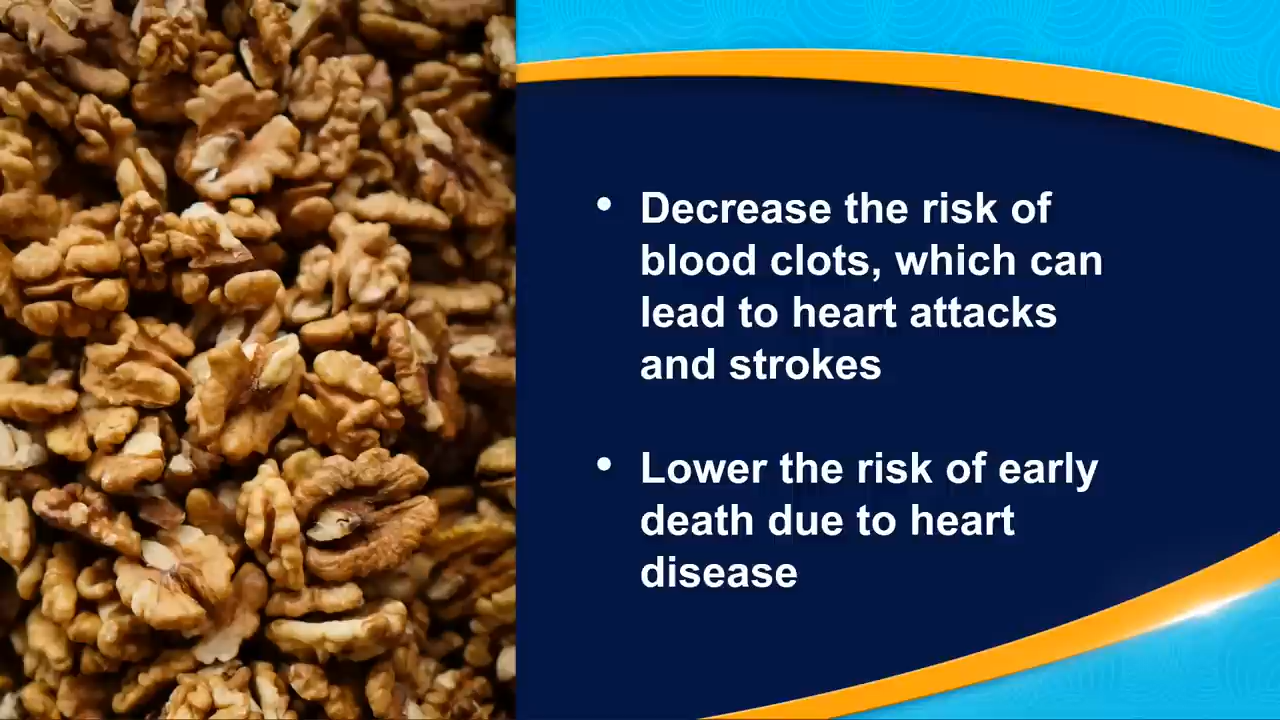 • Decrease the risk of
blood clots, which can
lead to heart attacks
and strokes
• Lower the risk of early
death due to heart
disease